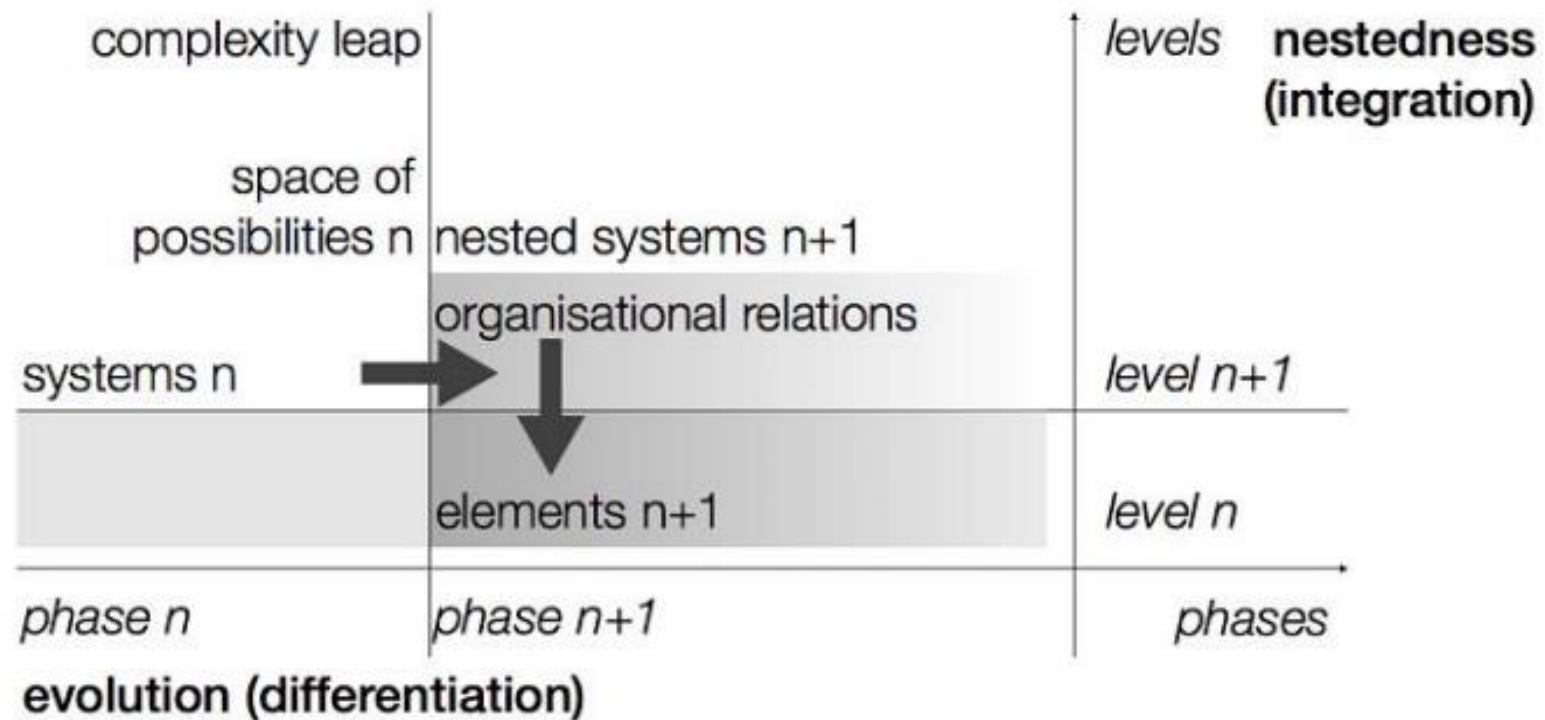 complexity leap
levels nestedness
(integration)
space of
possibilities n
nested systems n+1
organisational relations
systems n
level n+1
elements n+1
level n
phase n
phase n+1
phases
evolution (differentiation)